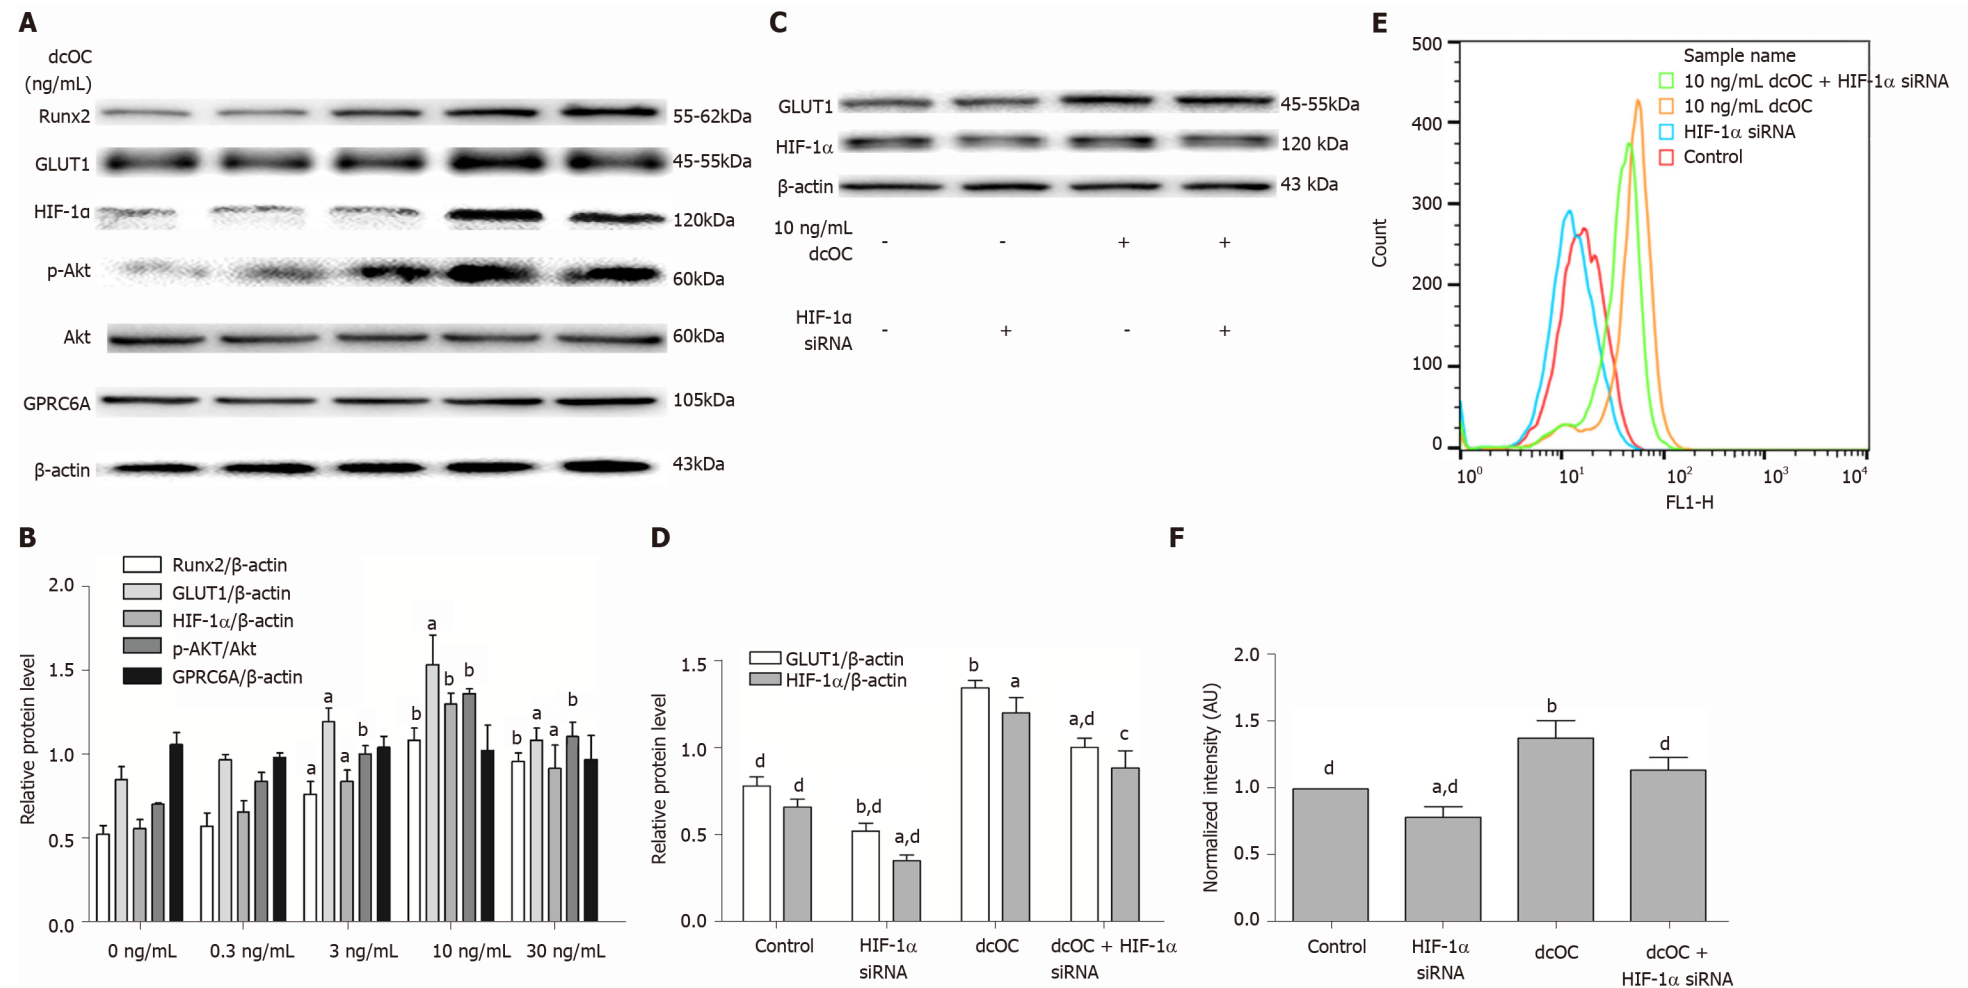 A
dcOC
(ng/mL)
Runx2
55-62kDa
GLUT1
45-55kDa
HIF-1α
120kDa
p-Akt
60kDa
Akt
60kDa
GPRC6A
105kDa
β-actin
43kDa
C
GLUT1
45-55kDa
HIF-1α
120 kDa
β-actin
43 kDa
10 ng/mL
dcOC
- - + +
HIF-1α
siRNA
- + - +
E
500
400
300
200
100
0
Count
Sample name
10 ng/mL dcOC + HIF-1α siRNA
10 ng/mL dcOC
HIF-1α siRNA
Control
10⁰ 10¹ 10² 10³ 10⁴
FL1-H
B
Runx2/β-actin
GLUT1/β-actin
HIF-1α/β-actin
p-AKT/Akt
GPRC6A/β-actin
Relative protein level
2.0
1.5
1.0
0.5
0.0
a a a b
b a b b
b a a b
0 ng/mL 0.3 ng/mL 3 ng/mL 10 ng/mL 30 ng/mL
D
GLUT1/β-actin
HIF-1α/β-actin
Relative protein level
1.5
1.0
0.5
0.0
d d b,d a,d b a a,d c
Control HIF-1α dcOC dcOC + HIF-1α
siRNA siRNA
F
Normalized intensity (AU)
2.0
1.5
1.0
0.5
0.0
d a,d b d
Control HIF-1α dcOC dcOC +
siRNA HIF-1α siRNA